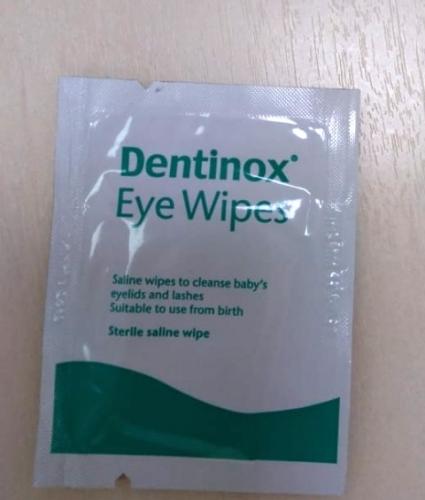 Dentinox®
Eye Wipes
Saline wipes to cleanse baby's
eyelids and lashes
Suitable to use from birth
Sterile saline wipe